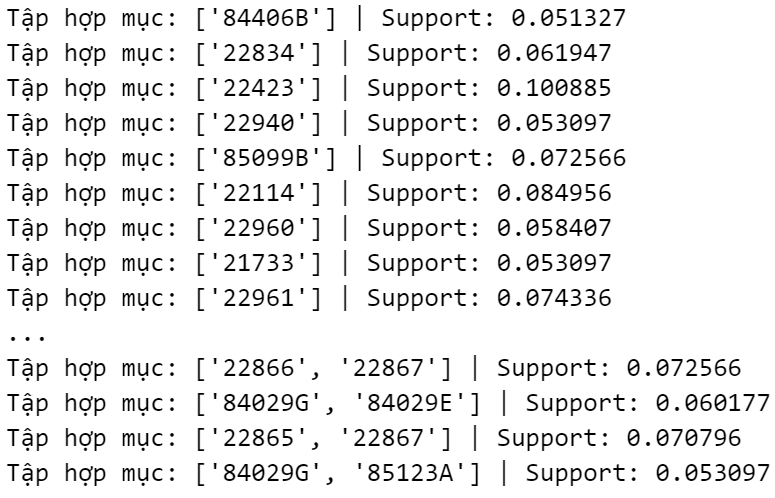 Tập hợp mục: ['84406B'] | Support: 0.051327
Tập hợp mục: ['22834'] | Support: 0.061947
Tập hợp mục: ['22423'] | Support: 0.100885
Tập hợp mục: ['22940'] | Support: 0.053097
Tập hợp mục: ['85099B'] | Support: 0.072566
Tập hợp mục: ['22114'] | Support: 0.084956
Tập hợp mục: ['22960'] | Support: 0.058407
Tập hợp mục: ['21733'] | Support: 0.053097
Tập hợp mục: ['22961'] | Support: 0.074336
...
Tập hợp mục: ['22866', '22867'] | Support: 0.072566
Tập hợp mục: ['84029G', '84029E'] | Support: 0.060177
Tập hợp mục: ['22865', '22867'] | Support: 0.070796
Tập hợp mục: ['84029G', '85123A'] | Support: 0.053097